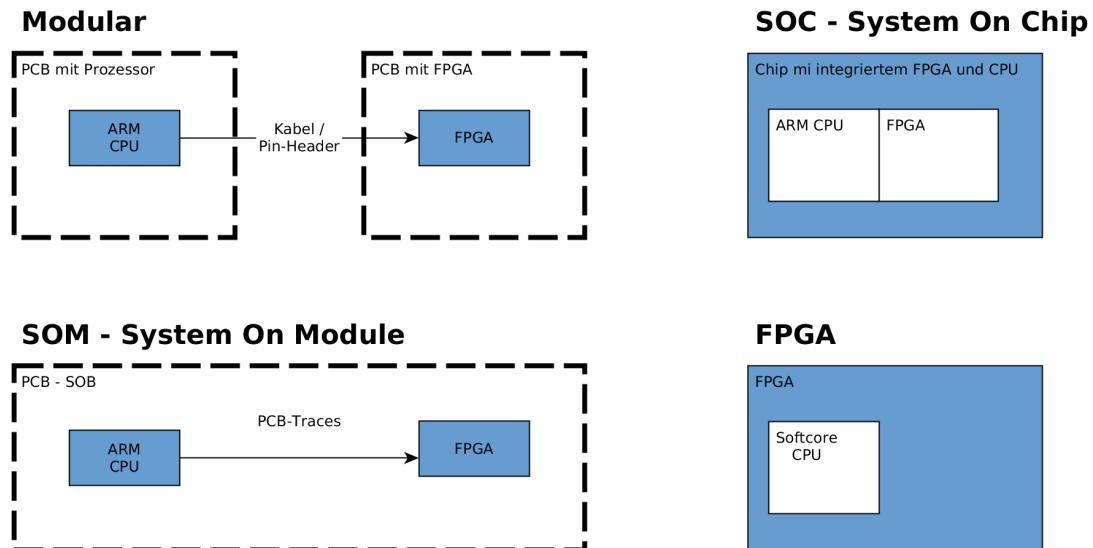 Modular
PCB mit Prozessor
ARM
CPU
Kabel /
Pin-Header
PCB mit FPGA
FPGA
SOC - System On Chip
Chip mi integriertem FPGA und CPU
ARM CPU
FPGA
SOM - System On Module
PCB - SOB
ARM
CPU
PCB-Traces
FPGA
FPGA
FPGA
Softcore
CPU